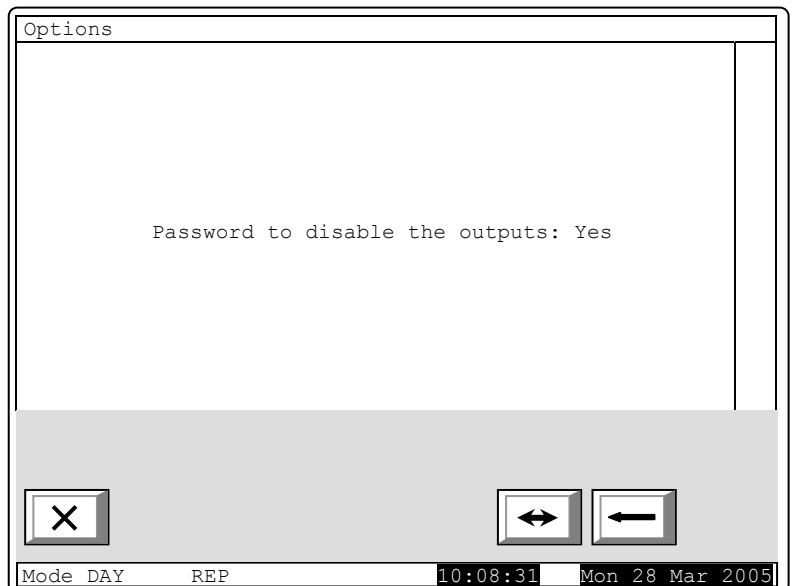 Options
Password to disable the outputs: Yes
Mode DAY REP 10:08:31 Mon 28 Mar 2005